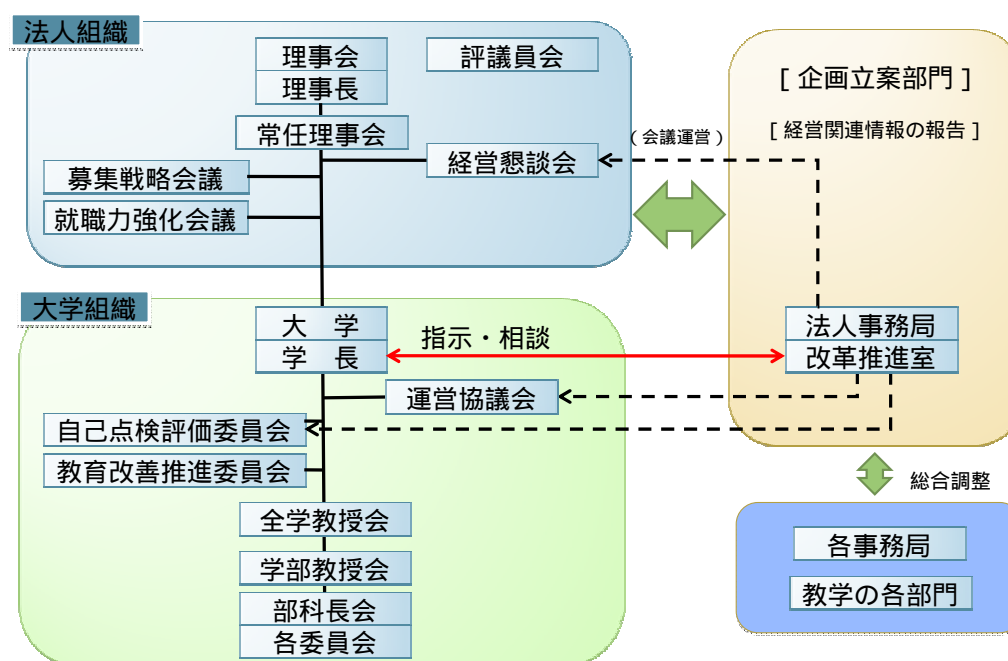 法人組織
理事会
理事長
評議員会
常任理事会
経営懇談会
募集戦略会議
就職力強化会議
[ 企画立案部門 ]
[ 経営関連情報の報告 ]
( 会議運営 )
大学組織
大　学
学　長
指示・相談
法人事務局
改革推進室
運営協議会
自己点検評価委員会
教育改善推進委員会
全学教授会
学部教授会
部科長会
各委員会
総合調整
各事務局
教学の各部門